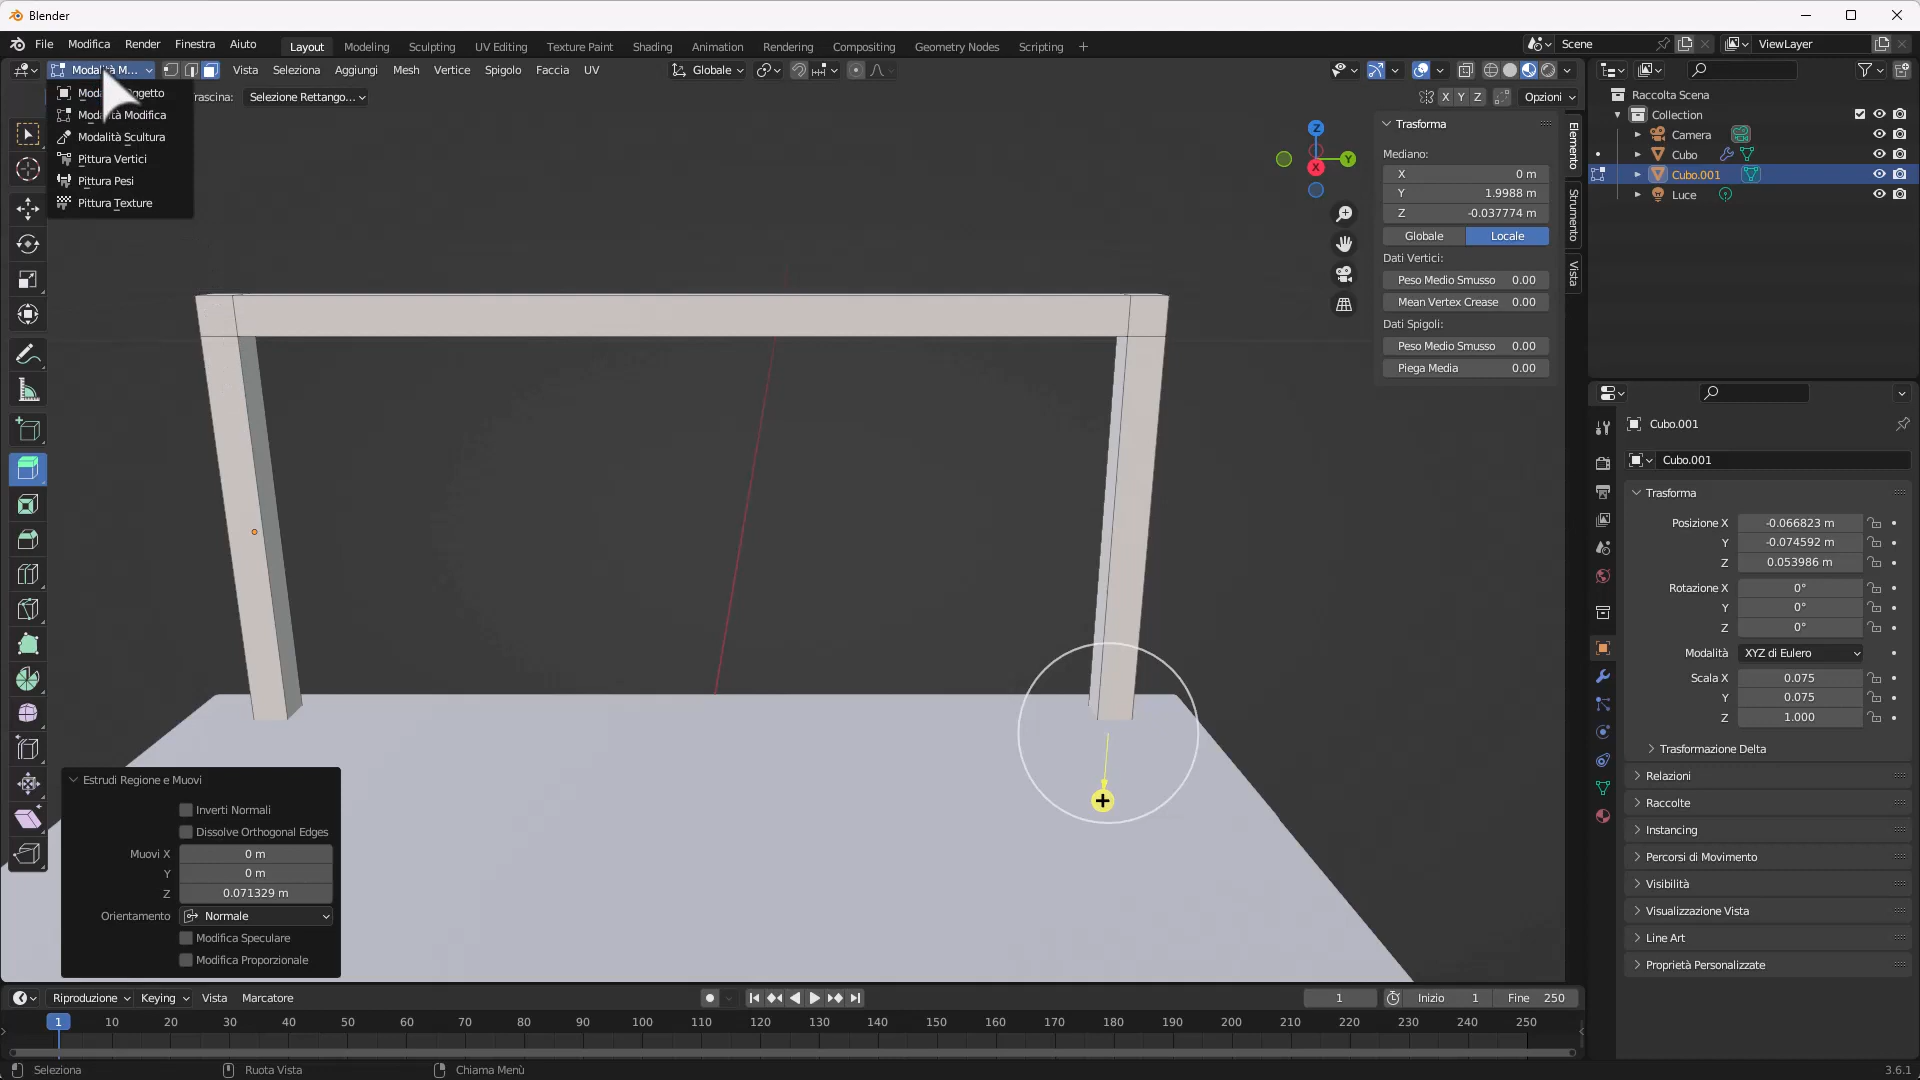 Blender
File Modifica Render Finestra Aiuto Layout Modeling Sculpting UV Editing Texture Paint Shading Animation Rendering Compositing Geometry Nodes Scripting + Scene ViewLayer
Modalità M... Vista Seleziona Aggiungi Mesh Vertice Spigolo Faccia UV Globale
Trascina: Selezione Rettango... X Y Z Opzioni
Modalità Modifica
Modalità Scultura
Pittura Vertici
Pittura Pesi
Pittura Texture
Z
Y
X
Trasforma
Mediano:
X 0 m
Y 1.9988 m
Z -0.037774 m
Globale Locale
Dati Vertici:
Peso Medio Smusso 0.00
Mean Vertex Crease 0.00
Dati Spigoli:
Peso Medio Smusso 0.00
Piega Media 0.00
Elemento
Strumento
Vista
Raccolta Scena
Collection
Camera
Cubo
Cubo.001
Luce
Cubo.001
Cubo.001
Trasforma
Posizione X -0.066823 m
Y -0.074592 m
Z 0.053986 m
Rotazione X 0°
Y 0°
Z 0°
Modalità XYZ di Eulero
Scala X 0.075
Y 0.075
Z 1.000
Trasformazione Delta
Relazioni
Raccolte
Instancing
Percorsi di Movimento
Visibilità
Visualizzazione Vista
Line Art
Proprietà Personalizzate
Estrudi Regione e Muovi
Inverti Normali
Dissolve Orthogonal Edges
Muovi X 0 m
Y 0 m
Z 0.071329 m
Orientamento Normale
Modifica Speculare
Modifica Proporzionale
Riproduzione Keying Vista Marcatore 1 Inizio 1 Fine 250
1 10 20 30 40 50 60 70 80 90 100 110 120 130 140 150 160 170 180 190 200 210 220 230 240 250
Seleziona Ruota Vista Chiama Menù 3.6.1